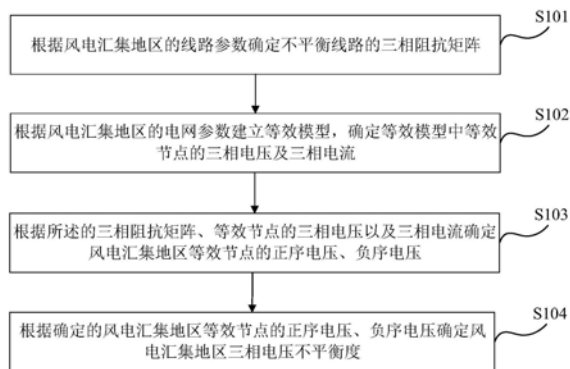 S101
根据风电汇集地区的线路参数确定不平衡线路的三相阻抗矩阵
S102
根据风电汇集地区的电网参数建立等效模型，确定等效模型中等效
节点的三相电压及三相电流
S103
根据所述的三相阻抗矩阵、等效节点的三相电压以及三相电流确定
风电汇集地区等效节点的正序电压、负序电压
S104
根据确定的风电汇集地区等效节点的正序电压、负序电压确定风
电汇集地区三相电压不平衡度